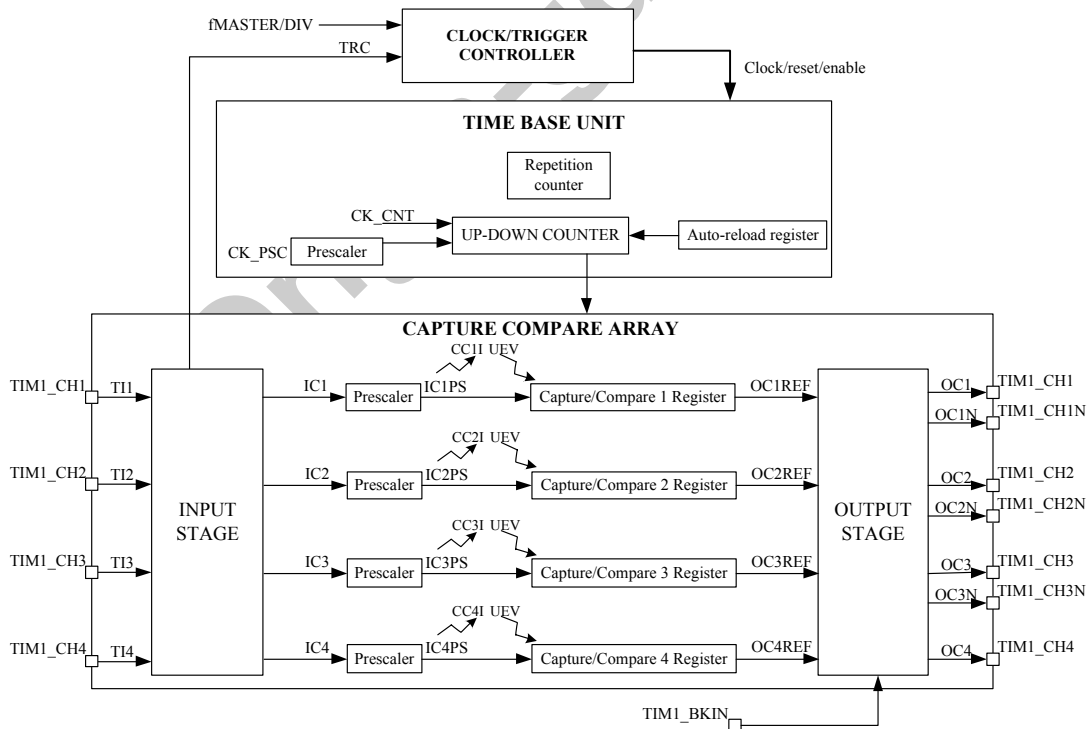 fMASTER/DIV
TRC
CLOCK/TRIGGER
CONTROLLER
Clock/reset/enable
TIME BASE UNIT
Repetition
counter
CK_CNT
UP-DOWN COUNTER
Auto-reload register
CK_PSC
Prescaler
CAPTURE COMPARE ARRAY
TIM1_CH1
TI1
IC1
Prescaler
CC1I UEV
IC1PS
Capture/Compare 1 Register
OC1REF
OC1
TIM1_CH1
OC1N
TIM1_CH1N
TIM1_CH2
TI2
IC2
Prescaler
CC2I UEV
IC2PS
Capture/Compare 2 Register
OC2REF
OC2
TIM1_CH2
OC2N
TIM1_CH2N
INPUT
STAGE
OUTPUT
STAGE
TIM1_CH3
TI3
IC3
Prescaler
CC3I UEV
IC3PS
Capture/Compare 3 Register
OC3REF
OC3
TIM1_CH3
OC3N
TIM1_CH3N
TIM1_CH4
TI4
IC4
Prescaler
CC4I UEV
IC4PS
Capture/Compare 4 Register
OC4REF
OC4
TIM1_CH4
TIM1_BKIN